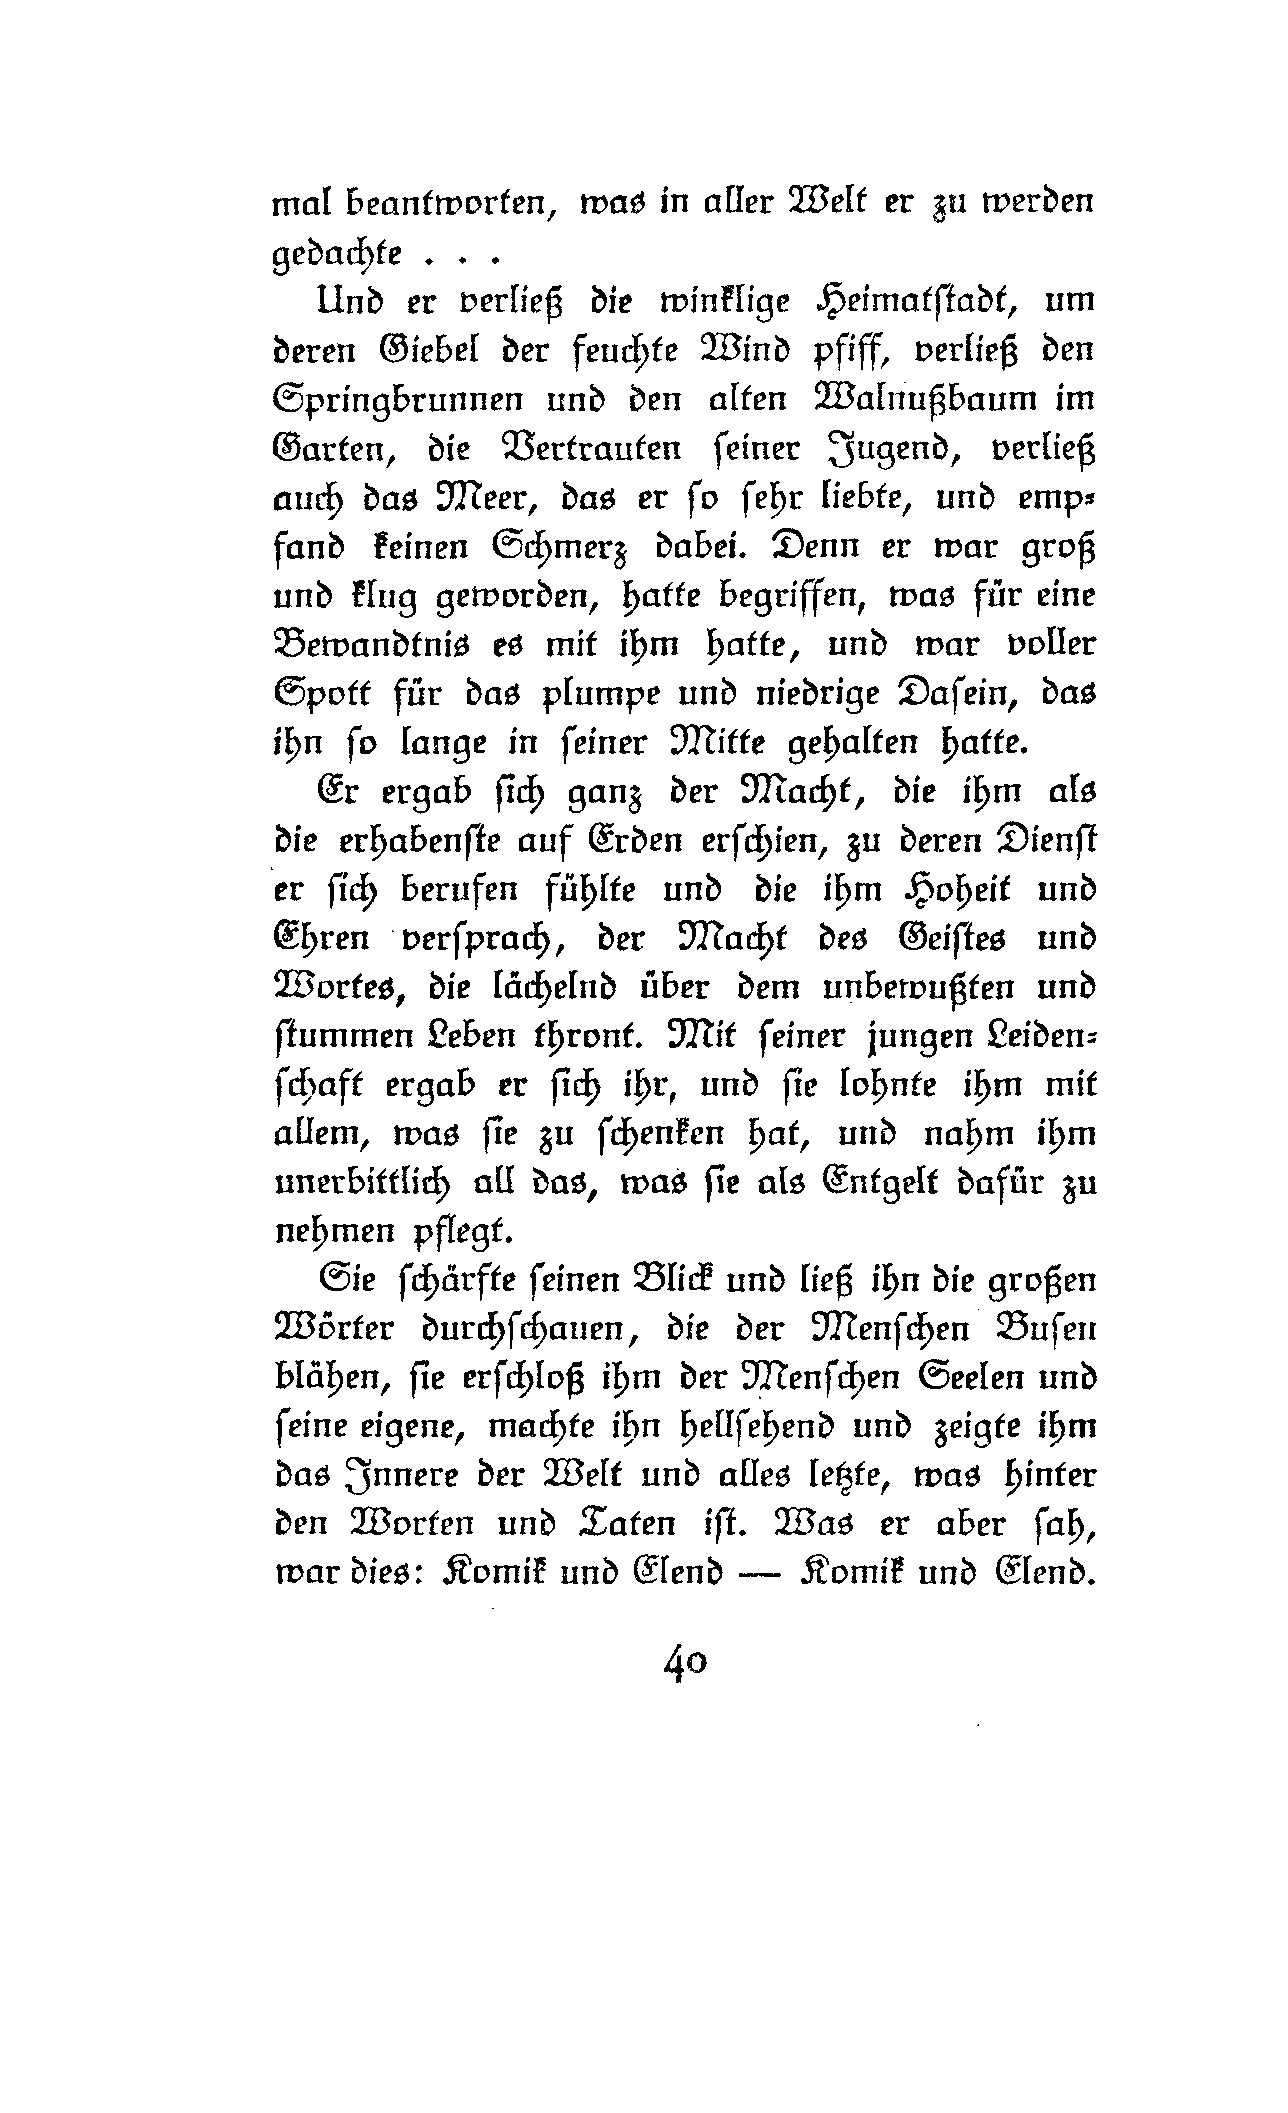 mal beantworten, was in aller Welt er zu werden
gedachte . . .
Und er verließ die winklige Heimatstadt, um
deren Giebel der feuchte Wind pfiff, verließ den
Springbrunnen und den alten Walnußbaum im
Garten, die Vertrauten seiner Jugend, verließ
auch das Meer, das er so sehr liebte, und emp-
fand keinen Schmerz dabei. Denn er war groß
und klug geworden, hatte begriffen, was für eine
Bewandtnis es mit ihm hatte, und war voller
Spott für das plumpe und niedrige Dasein, das
ihn so lange in seiner Mitte gehalten hatte.
Er ergab sich ganz der Macht, die ihm als
die erhabenste auf Erden erschien, zu deren Dienst
er sich berufen fühlte und die ihm Hoheit und
Ehren versprach, der Macht des Geistes und
Wortes, die lächelnd über dem unbewußten und
stummen Leben thront. Mit seiner jungen Leiden-
schaft ergab er sich ihr, und sie lohnte ihm mit
allem, was sie zu schenken hat, und nahm ihm
unerbittlich all das, was sie als Entgelt dafür zu
nehmen pflegt.
Sie schärfte seinen Blick und ließ ihn die großen
Wörter durchschauen, die der Menschen Busen
blähen, sie erschloß ihm der Menschen Seelen und
seine eigene, machte ihn hellsehend und zeigte ihm
das Innere der Welt und alles letzte, was hinter
den Worten und Taten ist. Was er aber sah,
war dies: Komik und Elend — Komik und Elend.
40